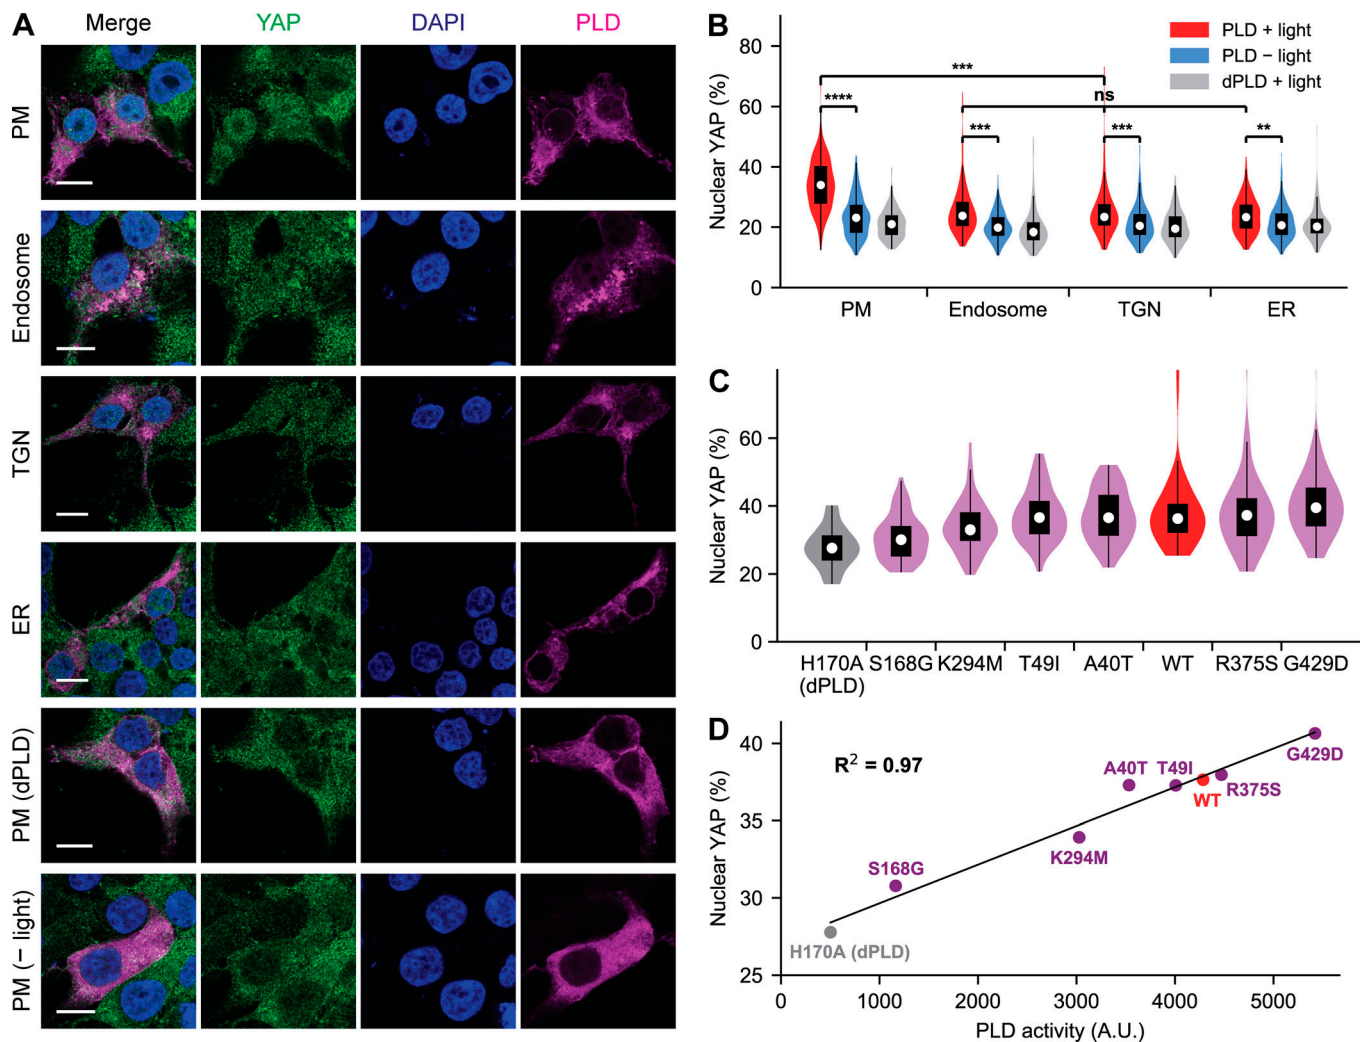 A
Merge
YAP
DAPI
PLD
PM
Endosome
TGN
ER
PM (dPLD)
PM (− light)
B
Nuclear YAP (%)
80
60
40
20
0
PLD + light
PLD − light
dPLD + light
***
ns
****
***
***
**
PM
Endosome
TGN
ER
C
Nuclear YAP (%)
60
40
20
0
H170A
(dPLD)
S168G
K294M
T49I
A40T
WT
R375S
G429D
D
Nuclear YAP (%)
40
35
30
25
R² = 0.97
H170A (dPLD)
S168G
K294M
A40T
T49I
WT
R375S
G429D
0
1000
2000
3000
4000
5000
PLD activity (A.U.)